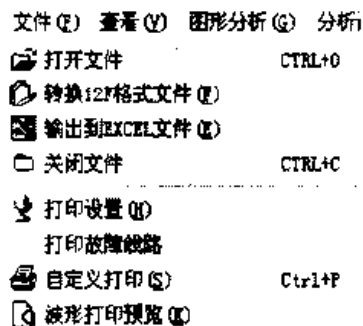 文件(F) 查看(V) 图形分析(G) 分析
打开文件 CTRL+O
转换12F格式文件(F)
输出到EXCEL文件(E)
关闭文件 CTRL+C
打印设置(H)
打印故障线路
自定义打印(S) Ctrl+P
波形打印预览(K)